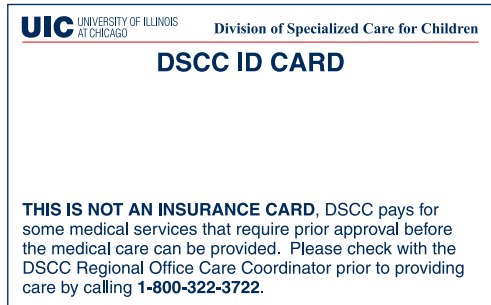 UIC UNIVERSITY OF ILLINOIS
AT CHICAGO
Division of Specialized Care for Children
DSCC ID CARD
THIS IS NOT AN INSURANCE CARD, DSCC pays for
some medical services that require prior approval before
the medical care can be provided. Please check with the
DSCC Regional Office Care Coordinator prior to providing
care by calling 1-800-322-3722.